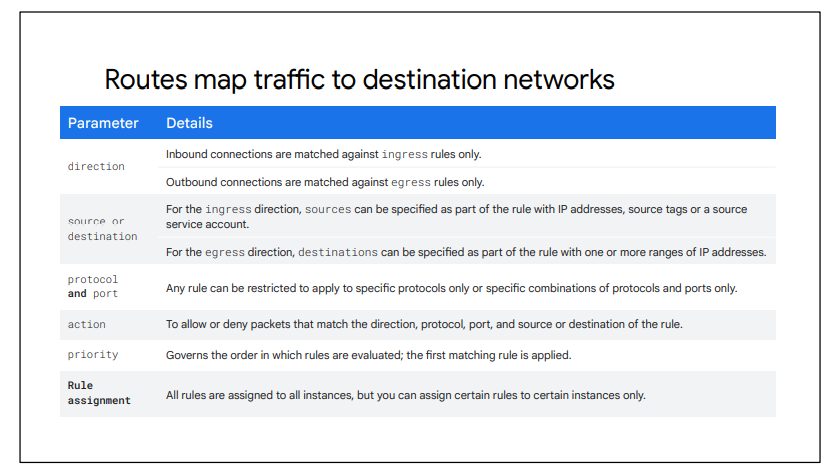 Routes map traffic to destination networks
Parameter Details
direction
Inbound connections are matched against ingress rules only.
Outbound connections are matched against egress rules only.
source or
destination
For the ingress direction, sources can be specified as part of the rule with IP addresses, source tags or a source
service account.
For the egress direction, destinations can be specified as part of the rule with one or more ranges of IP addresses.
protocol
and port
Any rule can be restricted to apply to specific protocols only or specific combinations of protocols and ports only.
action
To allow or deny packets that match the direction, protocol, port, and source or destination of the rule.
priority
Governs the order in which rules are evaluated; the first matching rule is applied.
Rule
assignment
All rules are assigned to all instances, but you can assign certain rules to certain instances only.